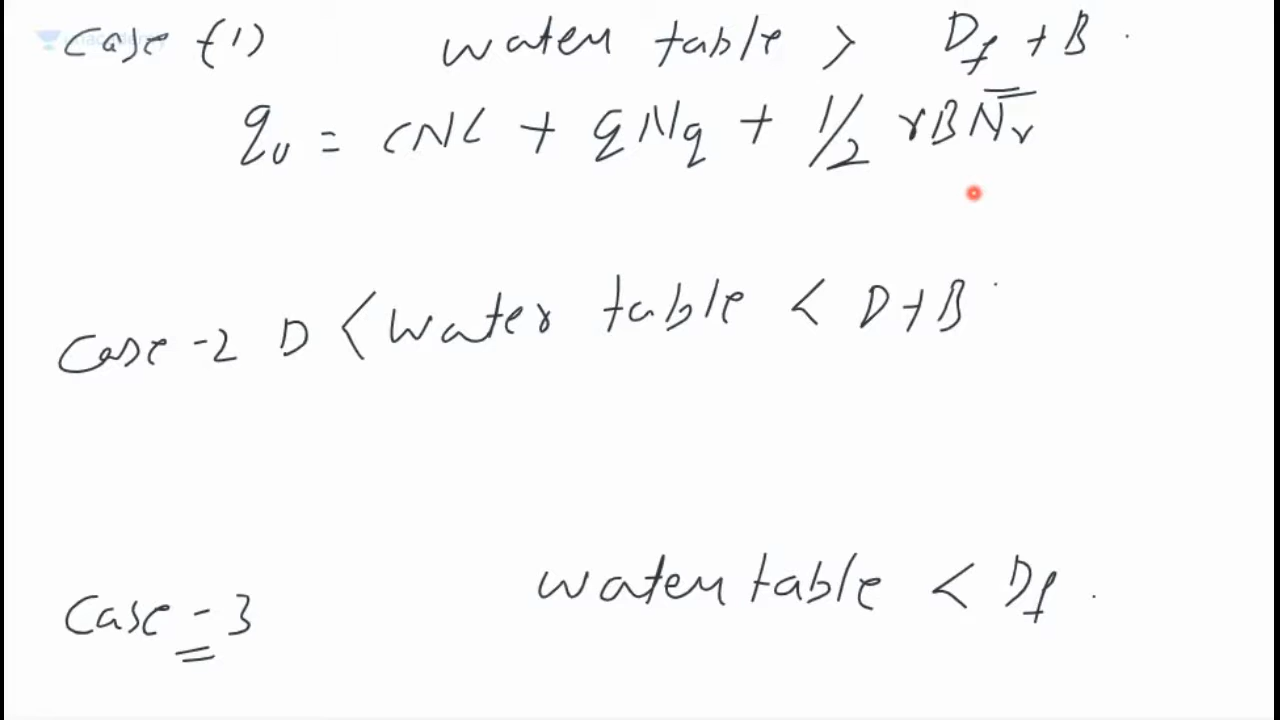 Case -(1) water table > Df + B
qu = CNC + qNq + 1/2 γBNγ
Case -2 D < water table < D+B
Case -3 water table < Df